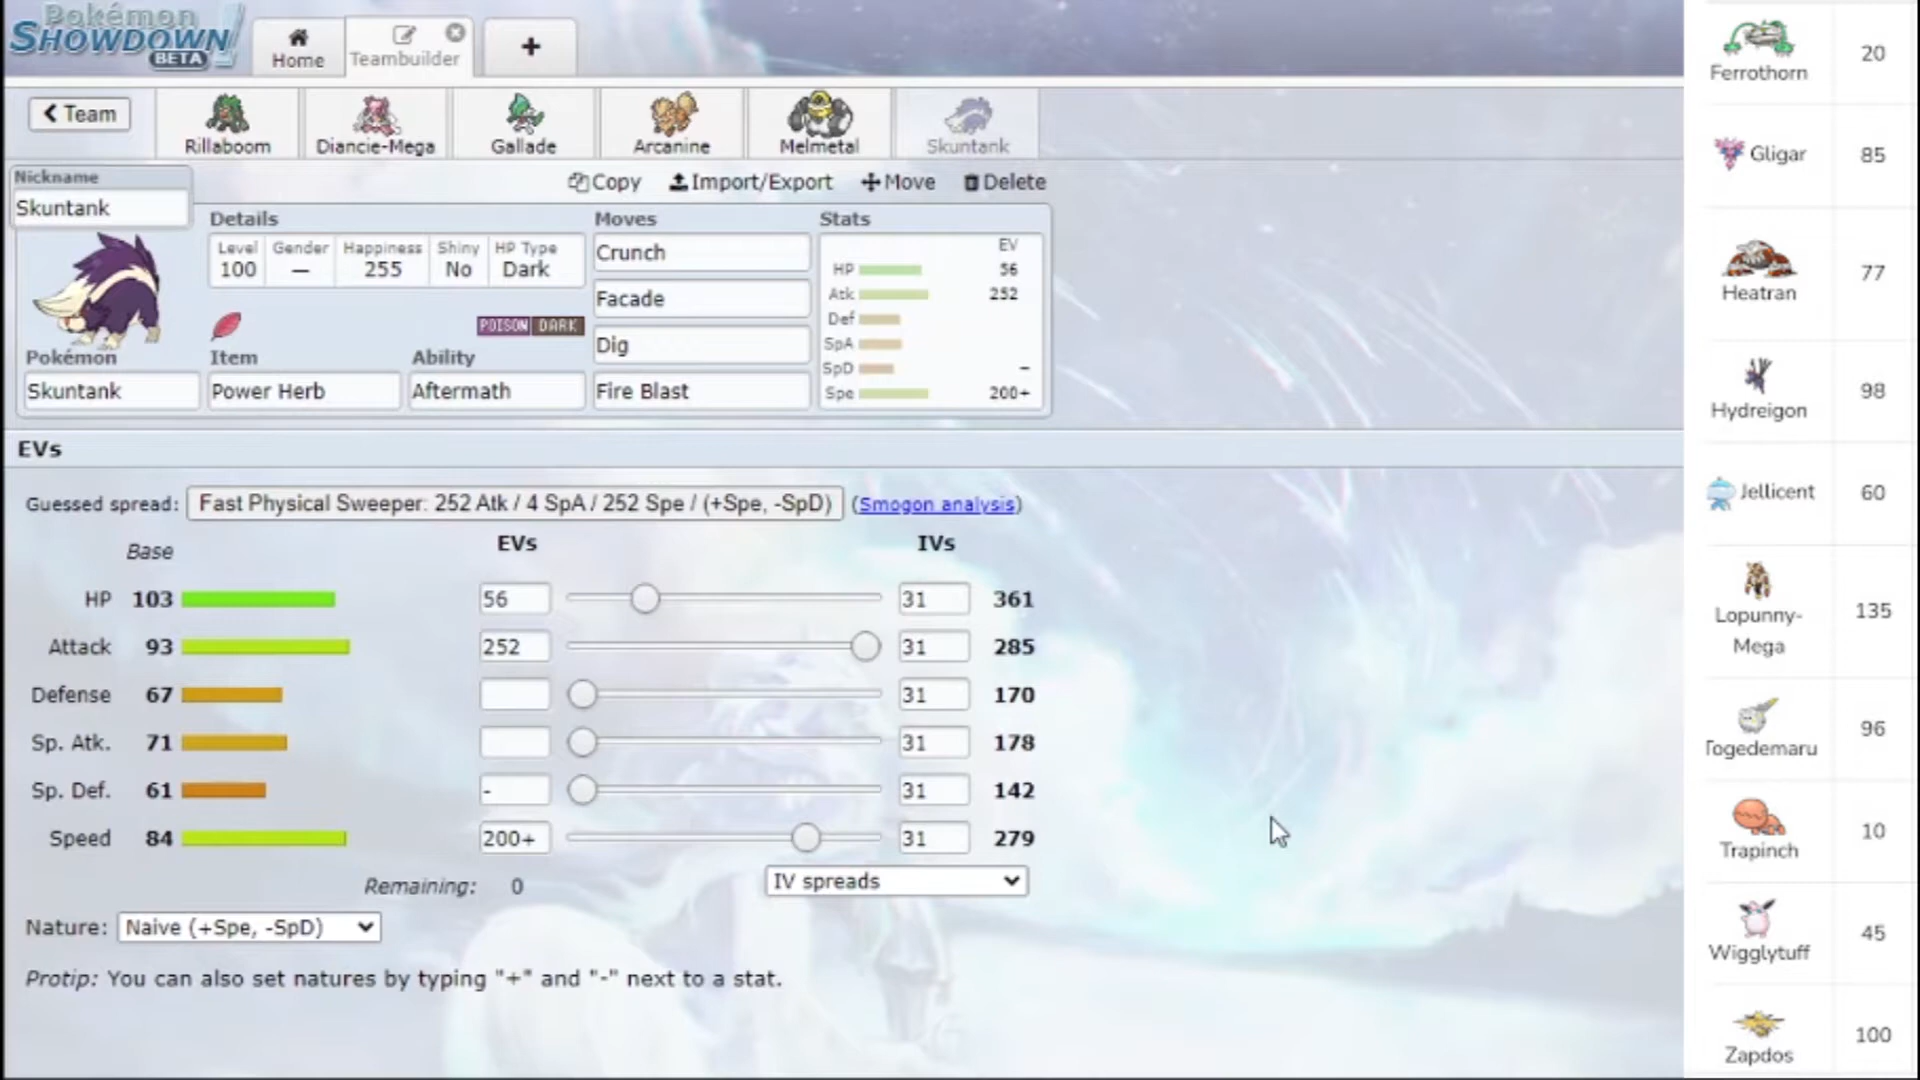 Pokémon
SHOWDOWN!
BETA
Home
Teambuilder
+
Team
Rillaboom
Diancie-Mega
Gallade
Arcanine
Melmetal
Skuntank
Copy
Import/Export
Move
Delete
Nickname
Skuntank
Details
Level
100
Gender
—
Happiness
255
Shiny
No
HP Type
Dark
POISON DARK
Pokémon
Skuntank
Item
Power Herb
Ability
Aftermath
Moves
Crunch
Facade
Dig
Fire Blast
Stats
EV
HP 56
Atk 252
Def
SpA
SpD −
Spe 200+
EVs
Guessed spread: Fast Physical Sweeper: 252 Atk / 4 SpA / 252 Spe / (+Spe, -SpD) (Smogon analysis)
Base EVs IVs
HP 103 56 31 361
Attack 93 252 31 285
Defense 67 31 170
Sp. Atk. 71 31 178
Sp. Def. 61 - 31 142
Speed 84 200+ 31 279
Remaining: 0
IV spreads
Nature: Naive (+Spe, -SpD)
Protip: You can also set natures by typing "+" and "-" next to a stat.
Ferrothorn 20
Gligar 85
Heatran 77
Hydreigon 98
Jellicent 60
Lopunny-
Mega 135
Togedemaru 96
Trapinch 10
Wigglytuff 45
Zapdos 100